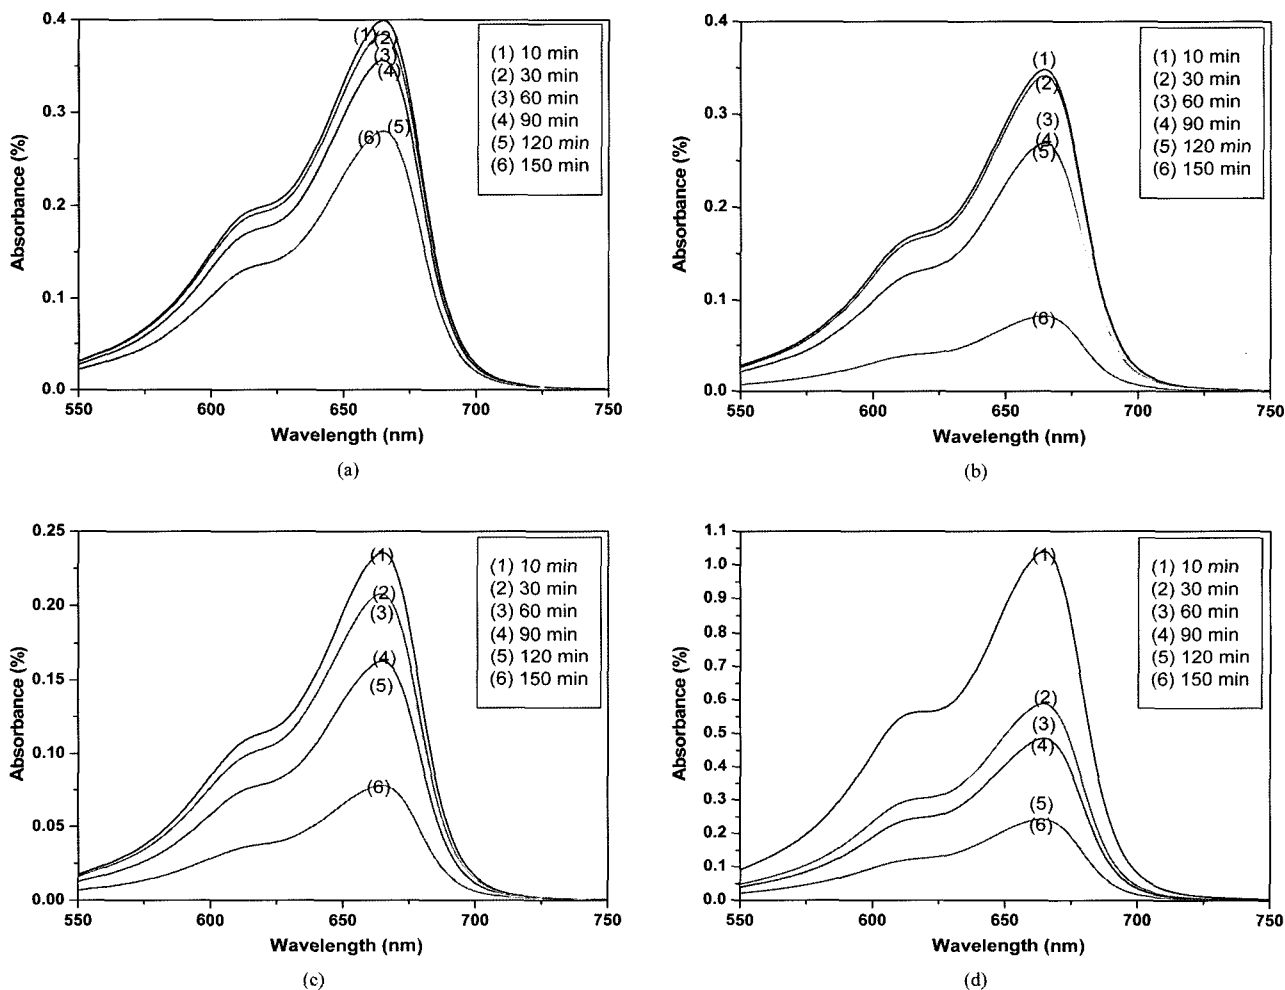 0.4
0.3
0.2
0.1
0.0
550
600
650
700
750
Absorbance (%)
Wavelength (nm)
(1)
(2)
(3)
(4)
(5)
(6)
(1) 10 min
(2) 30 min
(3) 60 min
(4) 90 min
(5) 120 min
(6) 150 min
(a)
0.4
0.3
0.2
0.1
0.0
550
600
650
700
750
Absorbance (%)
Wavelength (nm)
(1)
(2)
(3)
(4)
(5)
(6)
(1) 10 min
(2) 30 min
(3) 60 min
(4) 90 min
(5) 120 min
(6) 150 min
(b)
0.25
0.20
0.15
0.10
0.05
0.00
550
600
650
700
750
Absorbance (%)
Wavelength (nm)
(1)
(2)
(3)
(4)
(5)
(6)
(1) 10 min
(2) 30 min
(3) 60 min
(4) 90 min
(5) 120 min
(6) 150 min
(c)
1.1
1.0
0.9
0.8
0.7
0.6
0.5
0.4
0.3
0.2
0.1
0.0
550
600
650
700
750
Absorbance (%)
Wavelength (nm)
(1)
(2)
(3)
(4)
(5)
(6)
(1) 10 min
(2) 30 min
(3) 60 min
(4) 90 min
(5) 120 min
(6) 150 min
(d)